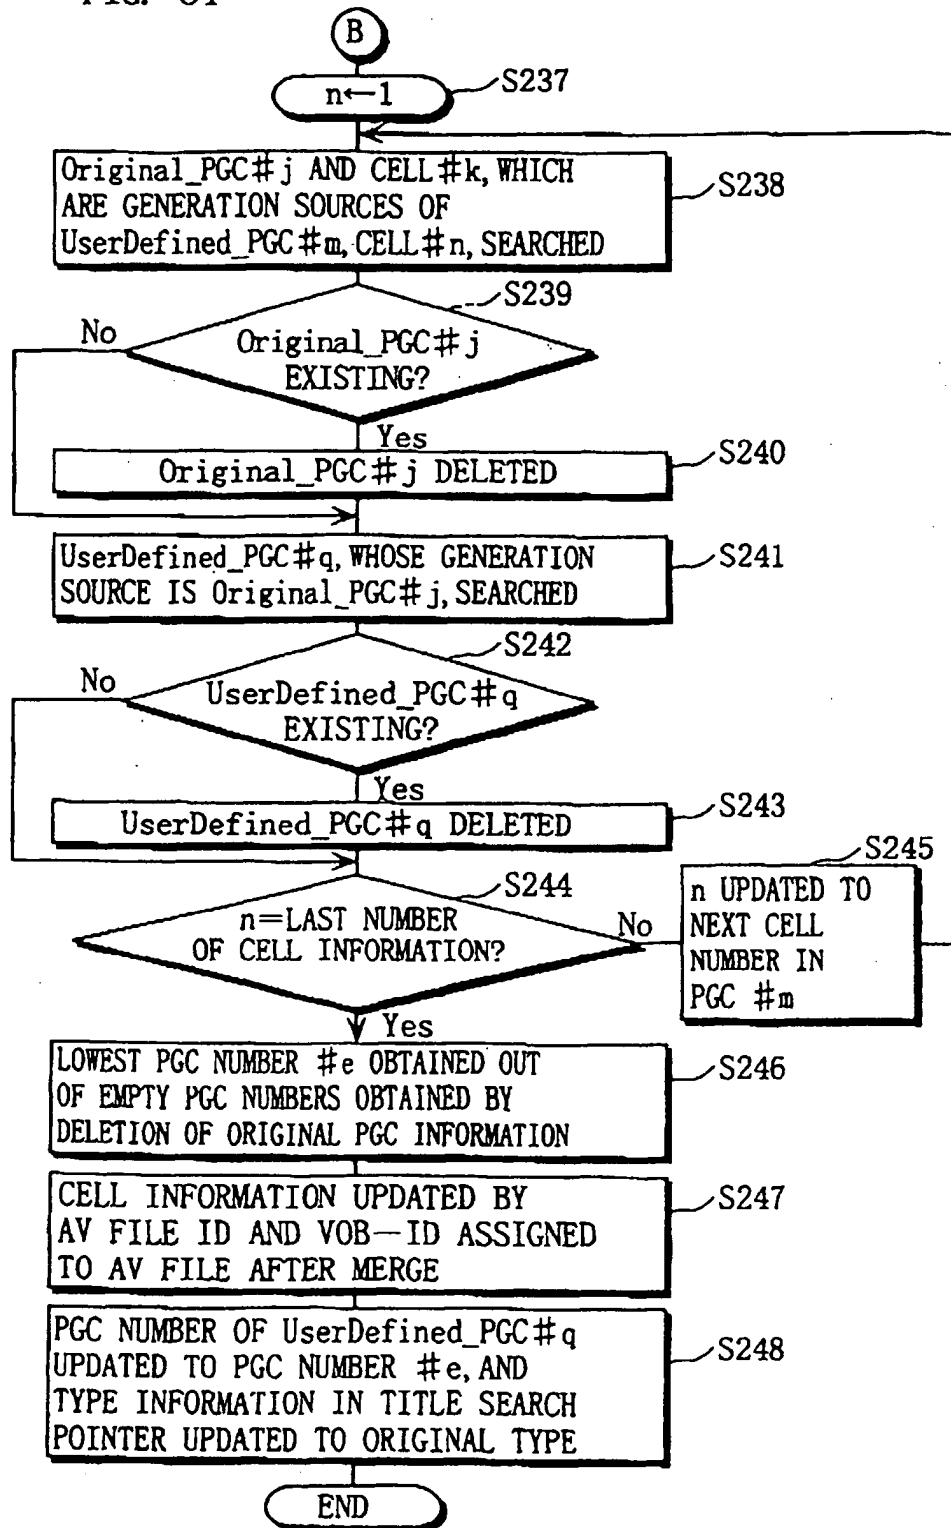 B
n←1
S237
Original_PGC#j AND CELL#k, WHICH
ARE GENERATION SOURCES OF
UserDefined_PGC#m, CELL#n, SEARCHED
S238
S239
No
Original_PGC#j
EXISTING?
Yes
Original_PGC#j DELETED
S240
UserDefined_PGC#q, WHOSE GENERATION
SOURCE IS Original_PGC#j, SEARCHED
S241
S242
No
UserDefined_PGC#q
EXISTING?
Yes
UserDefined_PGC#q DELETED
S243
S244
n=LAST NUMBER
OF CELL INFORMATION?
No
S245
n UPDATED TO
NEXT CELL
NUMBER IN
PGC #m
Yes
LOWEST PGC NUMBER #e OBTAINED OUT
OF EMPTY PGC NUMBERS OBTAINED BY
DELETION OF ORIGINAL PGC INFORMATION
S246
CELL INFORMATION UPDATED BY
AV FILE ID AND VOB-ID ASSIGNED
TO AV FILE AFTER MERGE
S247
PGC NUMBER OF UserDefined_PGC#q
UPDATED TO PGC NUMBER #e, AND
TYPE INFORMATION IN TITLE SEARCH
POINTER UPDATED TO ORIGINAL TYPE
S248
END